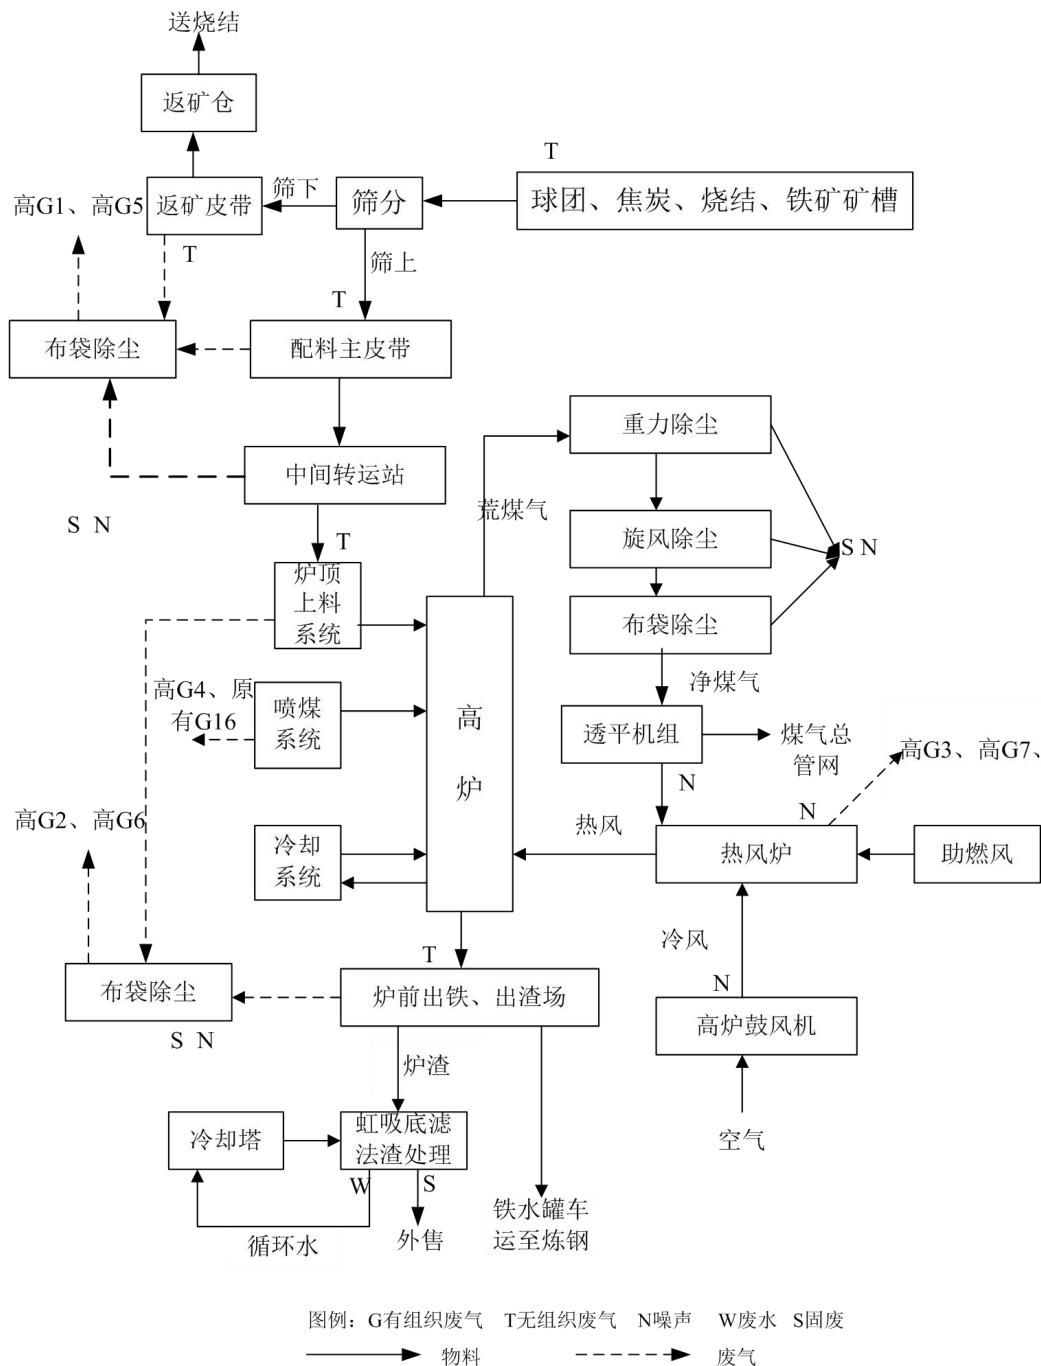 送烧结
返矿仓
T
高G1、高G5
返矿皮带
筛下
筛分
球团、焦炭、烧结、铁矿矿槽
T
筛上
T
布袋除尘
配料主皮带
重力除尘
中间转运站
荒煤气
S N
T
旋风除尘
S N
炉顶
上料
系统
布袋除尘
高G4、原
有G16
喷煤
系统
高
炉
净煤气
透平机组
煤气总
管网
高G3、高G7、
N
N
高G2、高G6
热风
冷却
系统
热风炉
助燃风
冷风
T
N
布袋除尘
炉前出铁、出渣场
高炉鼓风机
S N
炉渣
空气
冷却塔
虹吸底滤
法渣处理
W
S
循环水
外售
铁水罐车
运至炼钢
图例：G有组织废气 T无组织废气 N噪声 W废水 S固废
物料
废气